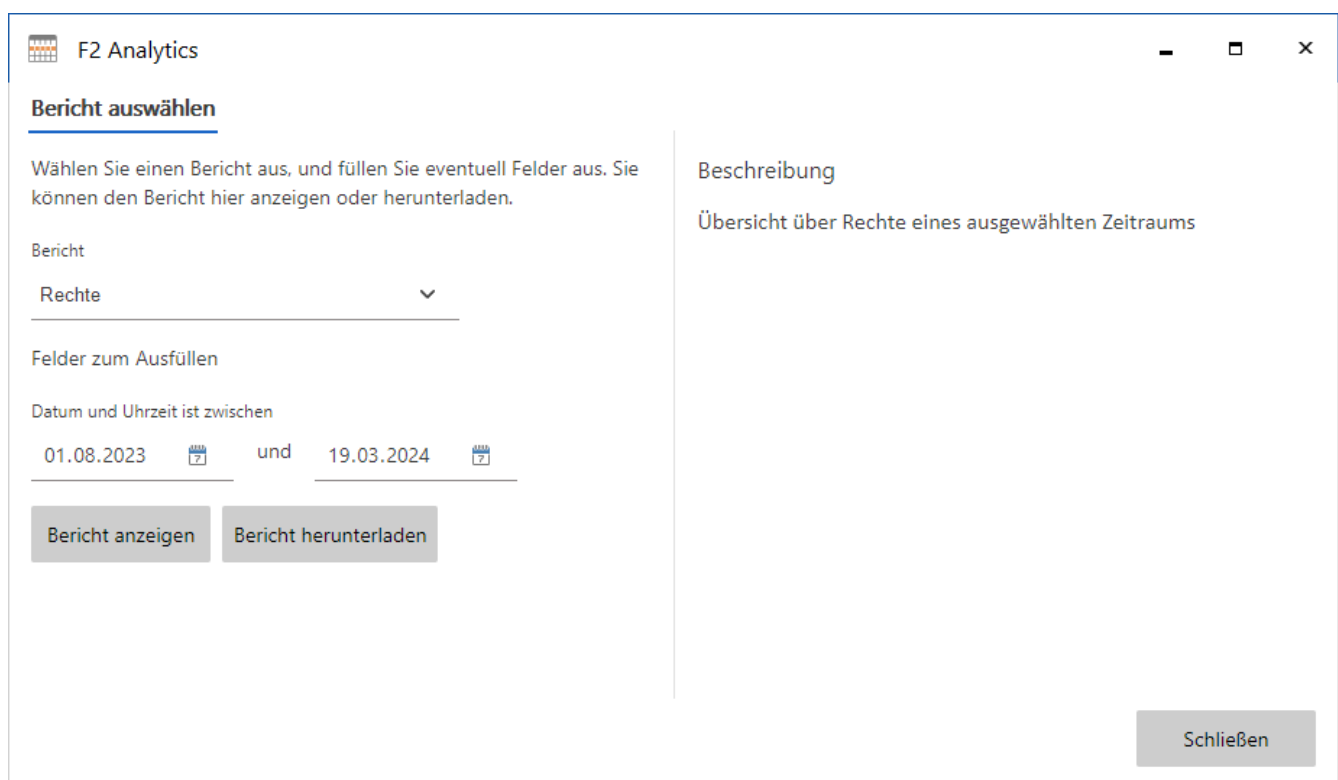 F2 Analytics
Bericht auswählen
Wählen Sie einen Bericht aus, und füllen Sie eventuell Felder aus. Sie
können den Bericht hier anzeigen oder herunterladen.
Bericht
Rechte
Felder zum Ausfüllen
Datum und Uhrzeit ist zwischen
01.08.2023 7 und 19.03.2024 7
Bericht anzeigen Bericht herunterladen
Beschreibung
Übersicht über Rechte eines ausgewählten Zeitraums
Schließen